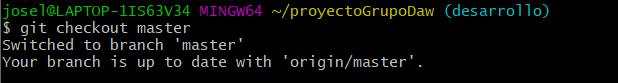 josel@LAPTOP-1IS63V34 MINGW64 ~/proyectoGrupoDaw (desarrollo)
$ git checkout master
Switched to branch 'master'
Your branch is up to date with 'origin/master'.